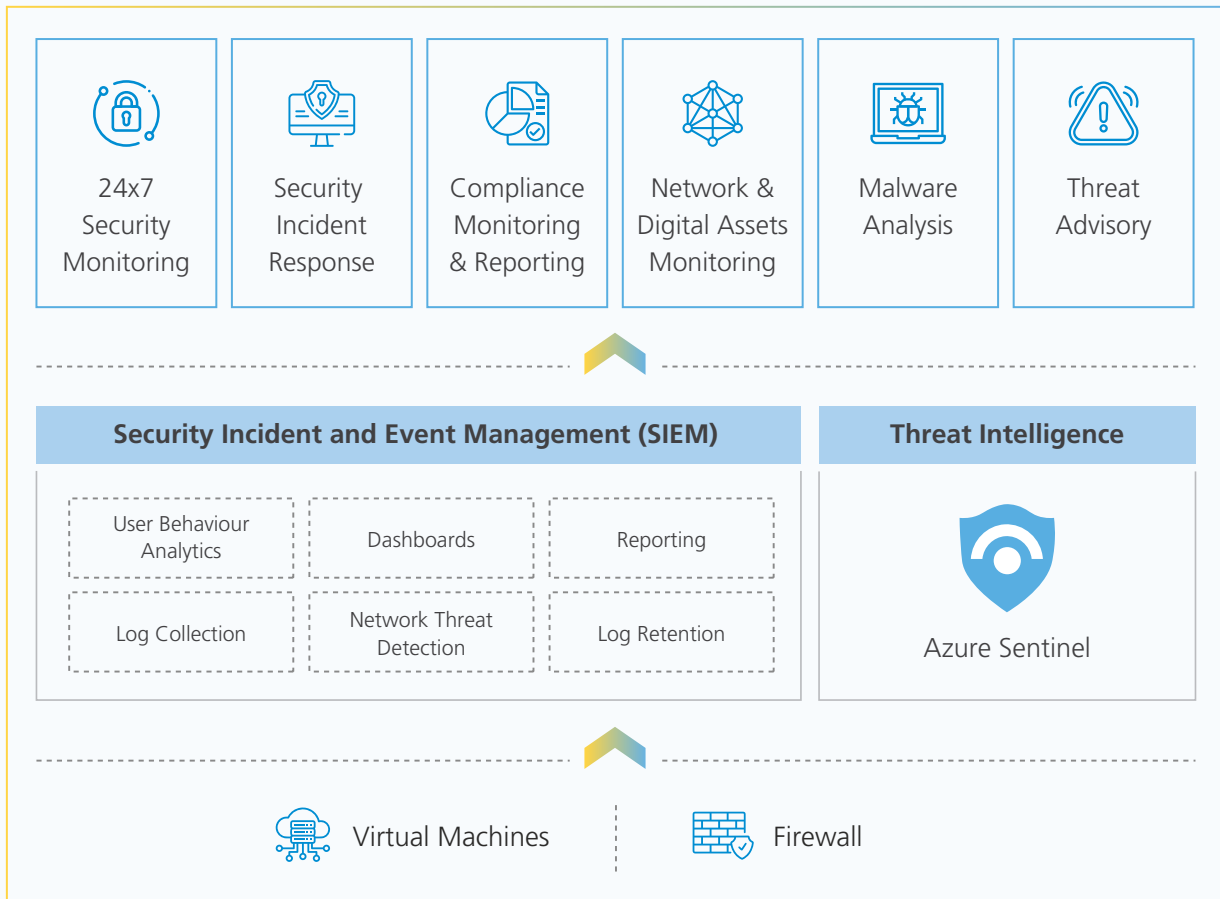 24x7
Security
Monitoring
Security
Incident
Response
Compliance
Monitoring
& Reporting
Network &
Digital Assets
Monitoring
Malware
Analysis
Threat
Advisory
Security Incident and Event Management (SIEM)
Threat Intelligence
User Behaviour
Analytics
Dashboards
Reporting
Log Collection
Network Threat
Detection
Log Retention
Azure Sentinel
Virtual Machines
Firewall